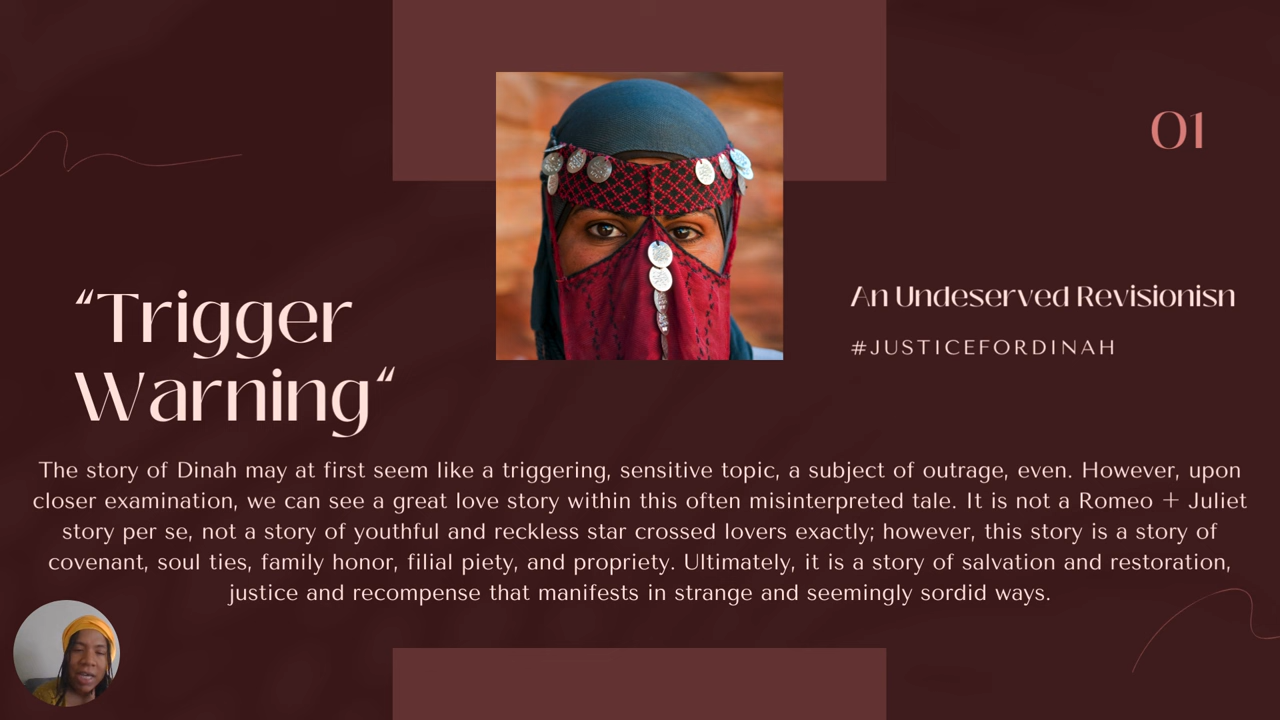 01
“Trigger
Warning“
An Undeserved Revisionisn
#JUSTICEFORDINAH
The story of Dinah may at first seem like a triggering, sensitive topic, a subject of outrage, even. However, upon
closer examination, we can see a great love story within this often misinterpreted tale. It is not a Romeo + Juliet
story per se, not a story of youthful and reckless star crossed lovers exactly; however, this story is a story of
covenant, soul ties, family honor, filial piety, and propriety. Ultimately, it is a story of salvation and restoration,
justice and recompense that manifests in strange and seemingly sordid ways.